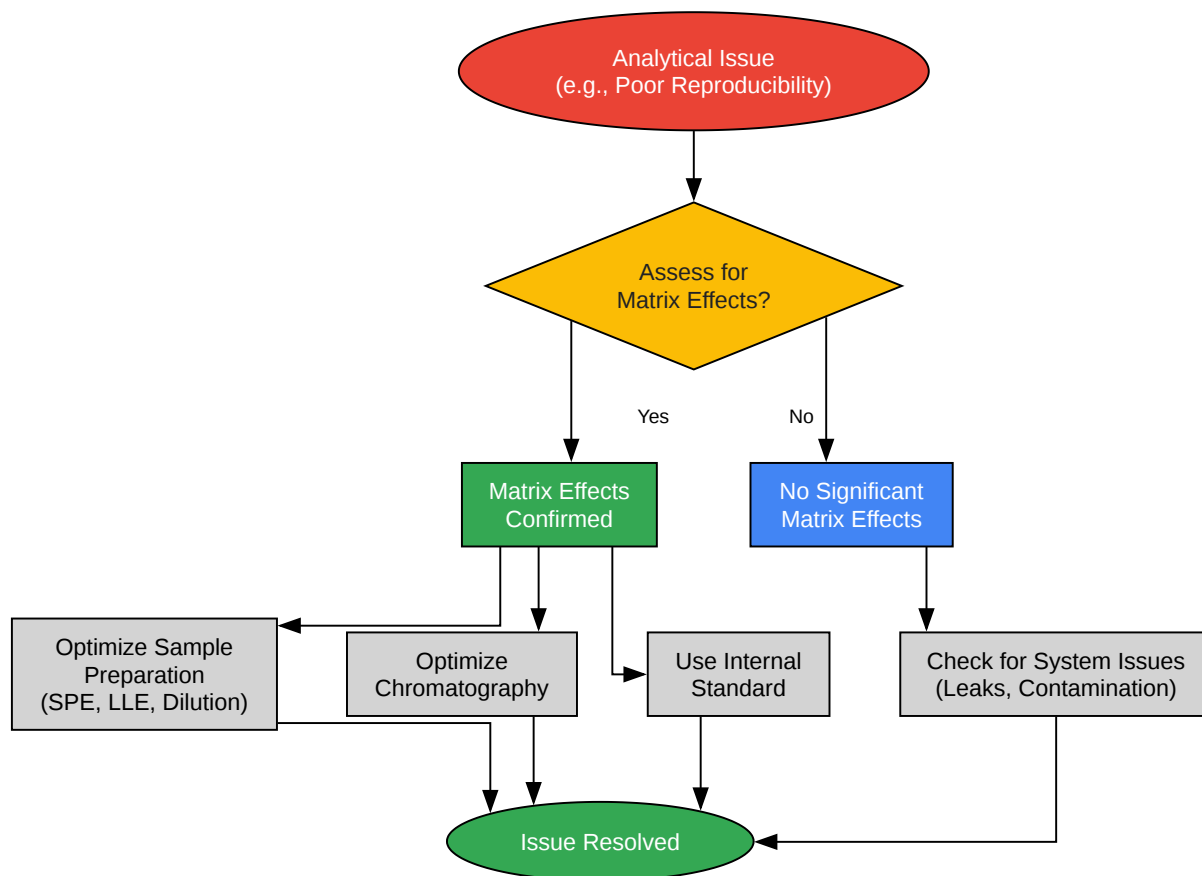 Analytical Issue
(e.g., Poor Reproducibility)
Assess for
Matrix Effects?
Yes
No
Matrix Effects
Confirmed
No Significant
Matrix Effects
Optimize Sample
Preparation
(SPE, LLE, Dilution)
Optimize
Chromatography
Use Internal
Standard
Check for System Issues
(Leaks, Contamination)
Issue Resolved